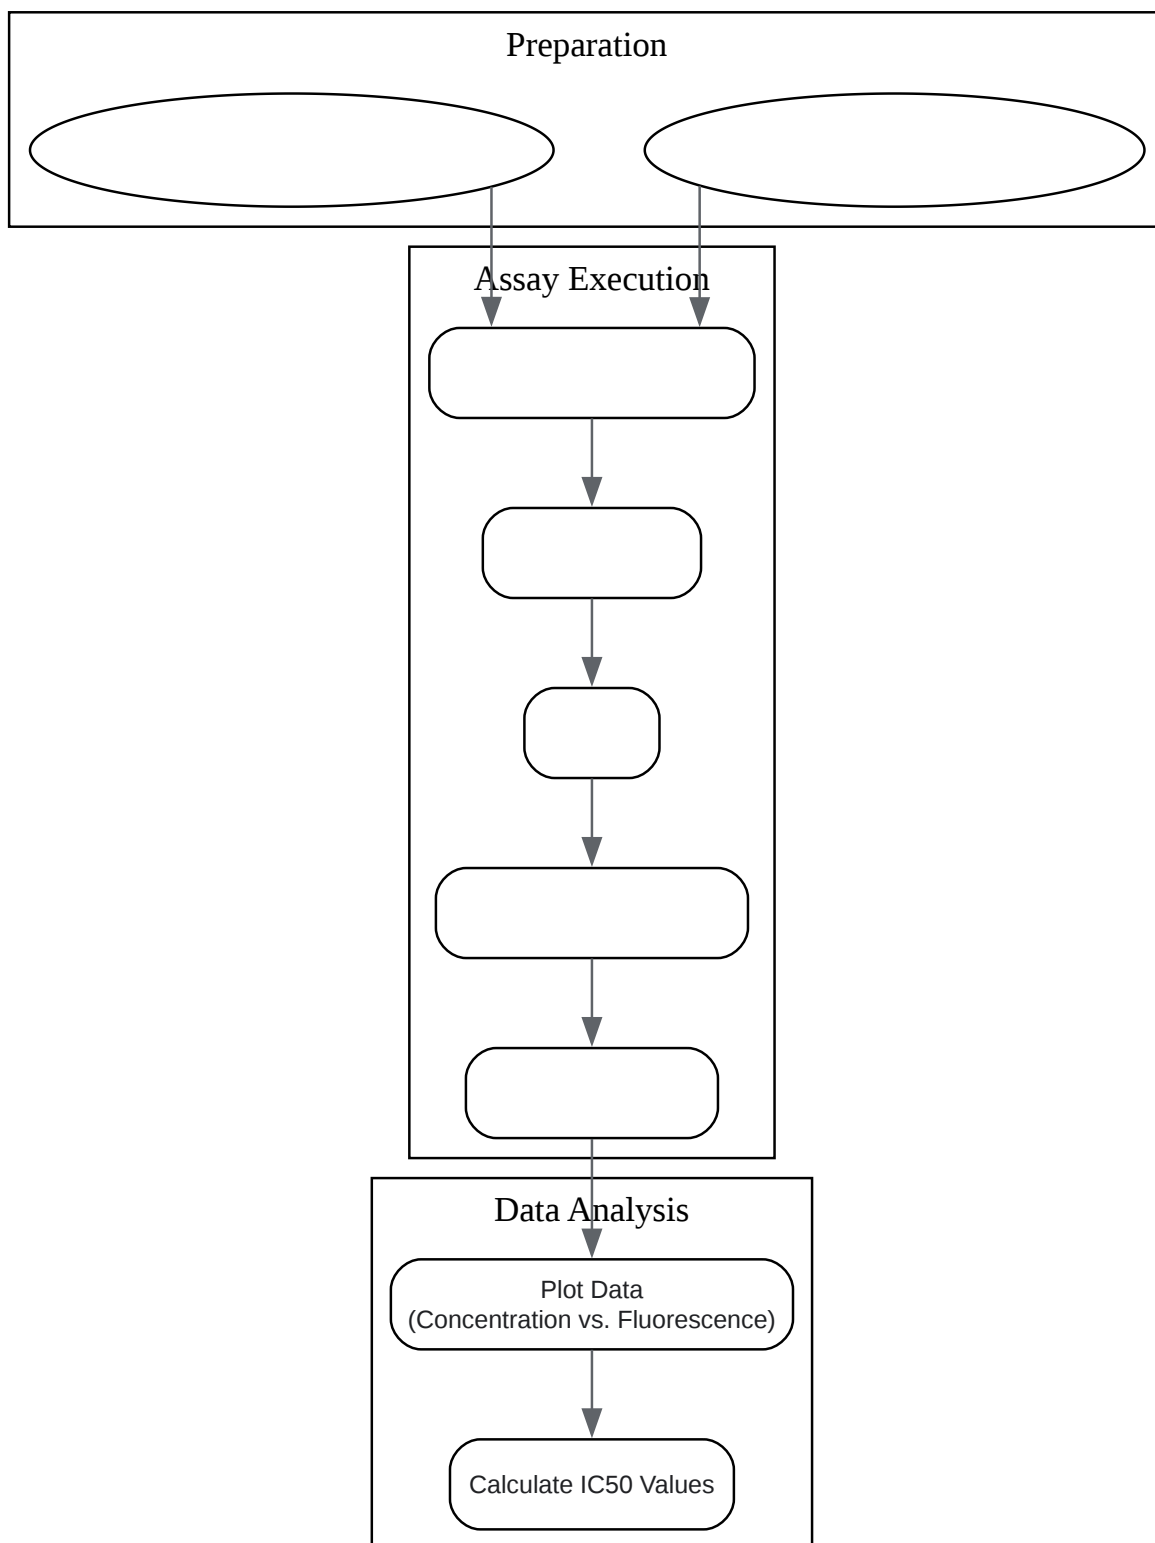 Preparation
Assay Execution
Data Analysis
Plot Data
(Concentration vs. Fluorescence)
Calculate IC50 Values